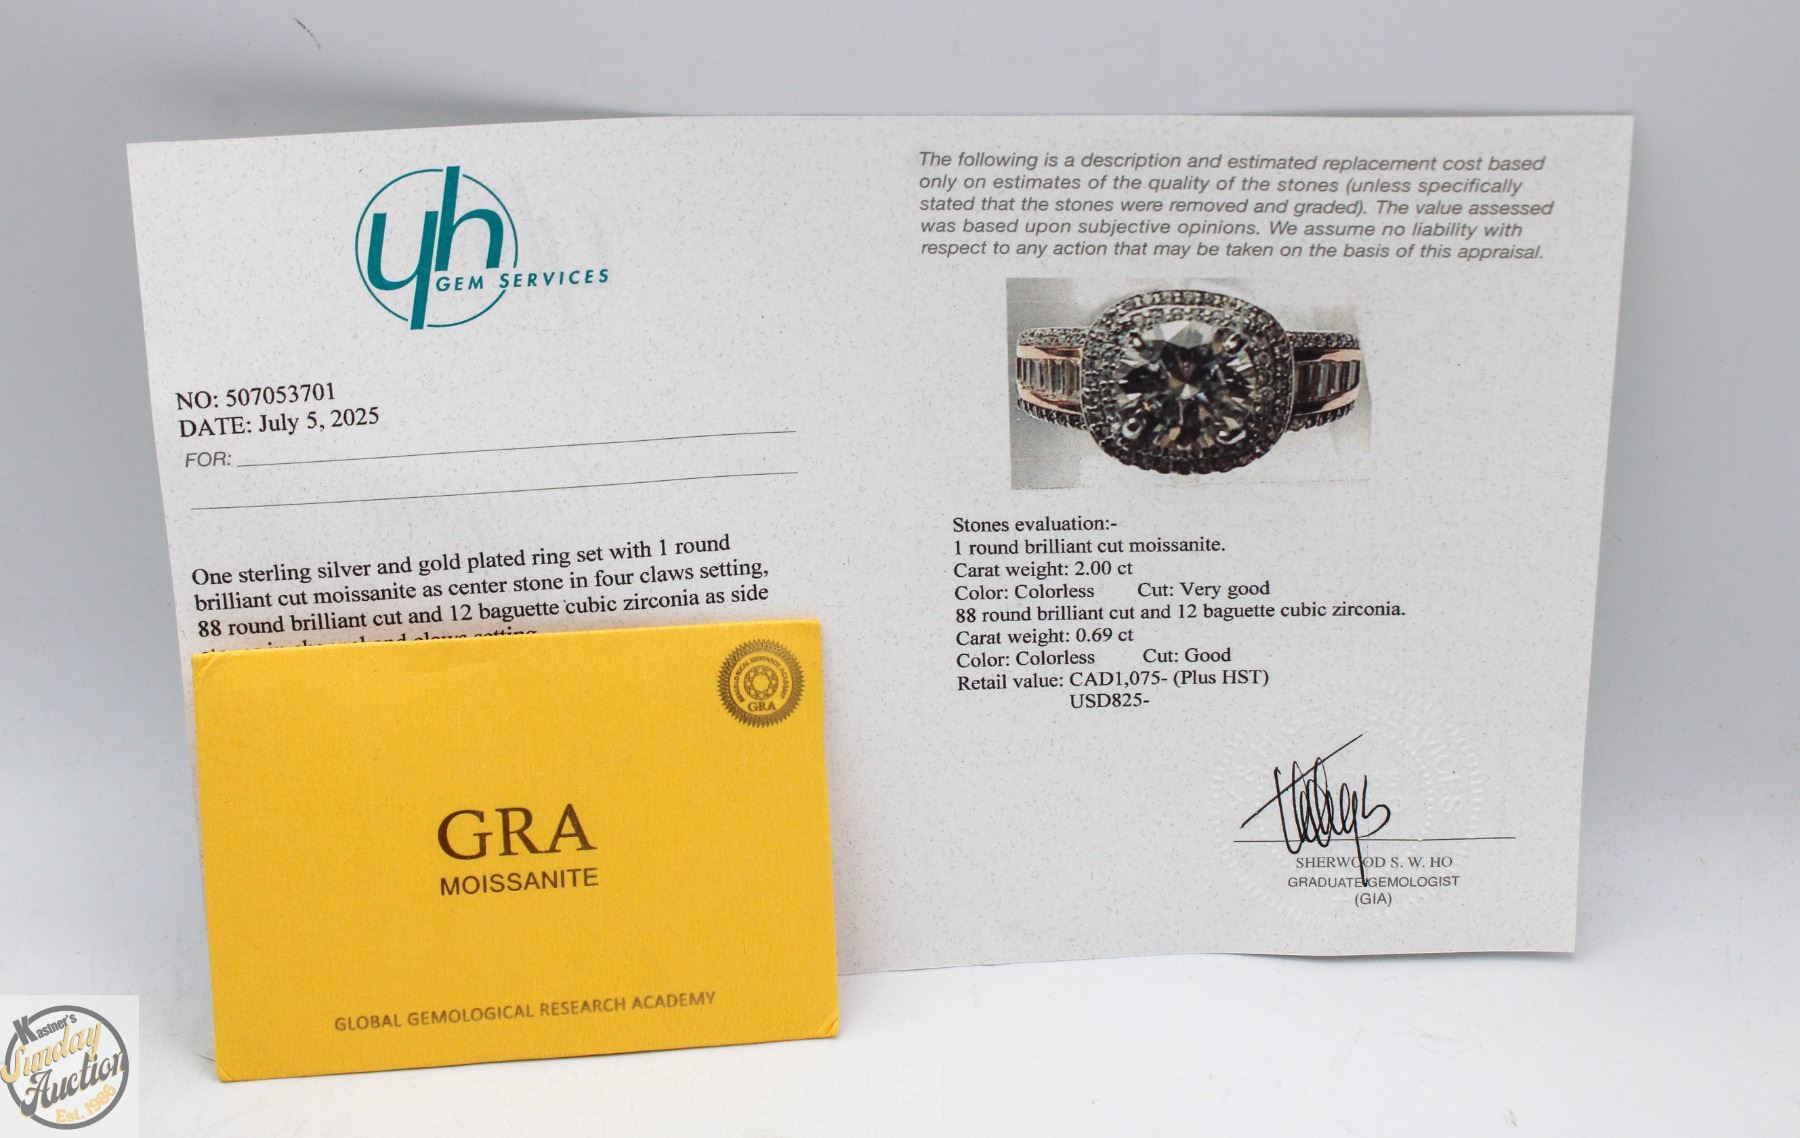 yh
GEM SERVICES
NO: 507053701
DATE: July 5, 2025
FOR:
One sterling silver and gold plated ring set with 1 round
brilliant cut moissanite as center stone in four claws setting,
88 round brilliant cut and 12 baguette cubic zirconia as side
and claws setting
The following is a description and estimated replacement cost based
only on estimates of the quality of the stones (unless specifically
stated that the stones were removed and graded). The value assessed
was based upon subjective opinions. We assume no liability with
respect to any action that may be taken on the basis of this appraisal.
Stones evaluation:-
1 round brilliant cut moissanite.
Carat weight: 2.00 ct
Color: Colorless Cut: Very good
88 round brilliant cut and 12 baguette cubic zirconia.
Carat weight: 0.69 ct
Color: Colorless Cut: Good
Retail value: CAD1,075- (Plus HST)
USD825-
SHERWOOD S. W. HO
GRADUATE GEMOLOGIST
(GIA)
GRA
GRA
MOISSANITE
GLOBAL GEMOLOGICAL RESEARCH ACADEMY
Kastner's
Sunday
Auction
Est. 1986